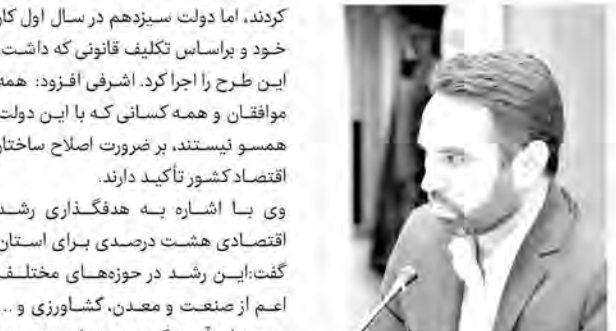 کردند، اما دولت سیزدهم در سال اول کار
خود و براساس تکلیف قانونی که داشت،
این طرح را اجرا کرد. اشرفی افزود: همه
موافقان و همه کسانی که با این دولت
همسو نیستند، بر ضرورت اصلاح ساختار
اقتصاد کشور تأکید دارند.
وی با اشاره به هدفگذاری رشد
اقتصادی هشت درصدی برای استان
گفت:این رشد در حوزه‌های مختلف
اعم از صنعت و معدن، کشاورزی و ...